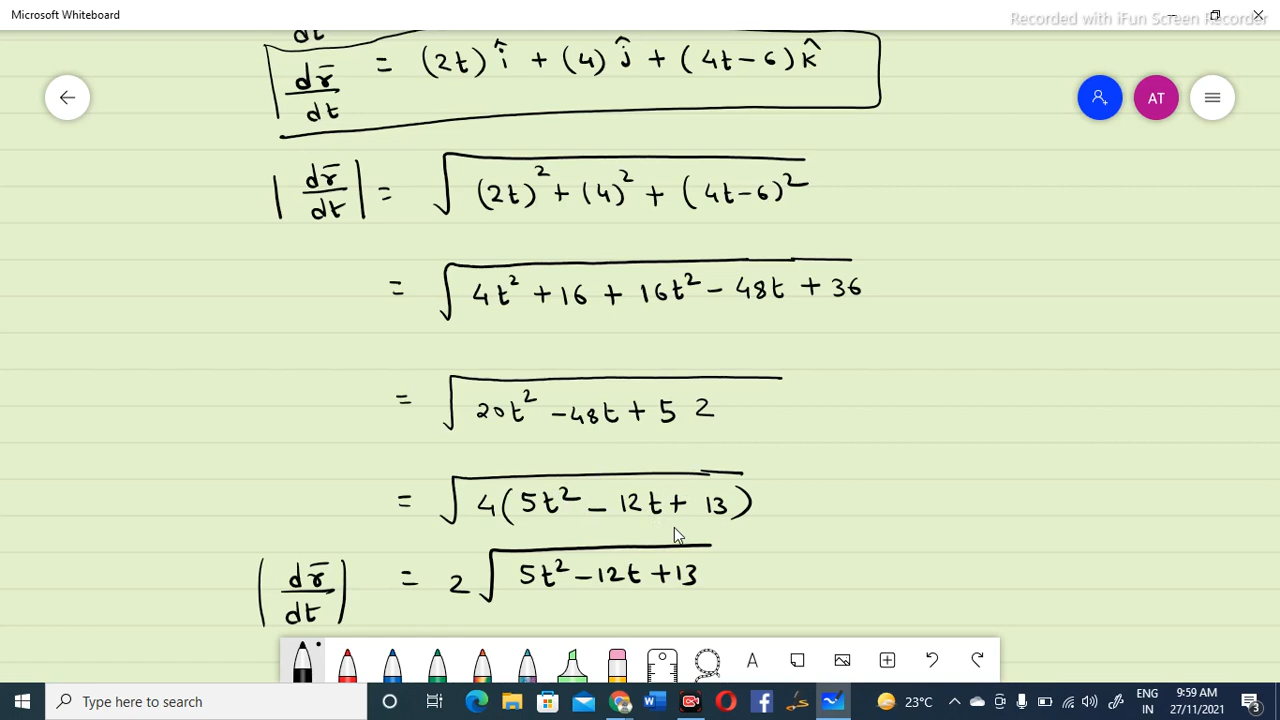 Microsoft Whiteboard
Recorded with iFun Screen Recorder
dt
dr̄/dt = (2t) î + (4) ĵ + (4t-6) k̂
|dr̄/dt| = √((2t)² + (4)² + (4t-6)²)
= √(4t² + 16 + 16t² - 48t + 36)
= √(20t² - 48t + 52)
= √(4(5t² - 12t + 13))
|dr̄/dt| = 2√(5t² - 12t + 13)
AT
A
Type here to search
23°C
ENG
IN
9:59 AM
27/11/2021
3